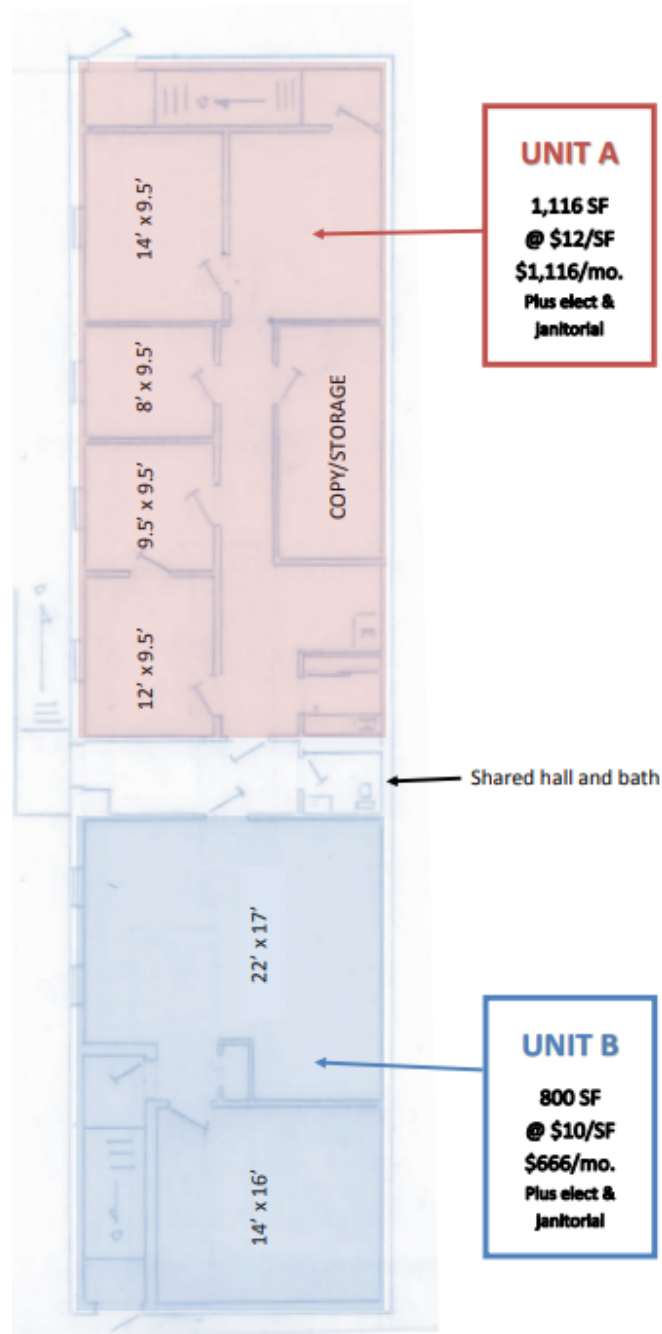 UNIT A
1,116 SF
@ $12/SF
$1,116/mo.
Plus elect &
janitorial
14' x 9.5'
8' x 9.5'
9.5' x 9.5'
COPY/STORAGE
12' x 9.5'
Shared hall and bath
22' x 17'
UNIT B
800 SF
@ $10/SF
$666/mo.
Plus elect &
janitorial
14' x 16'